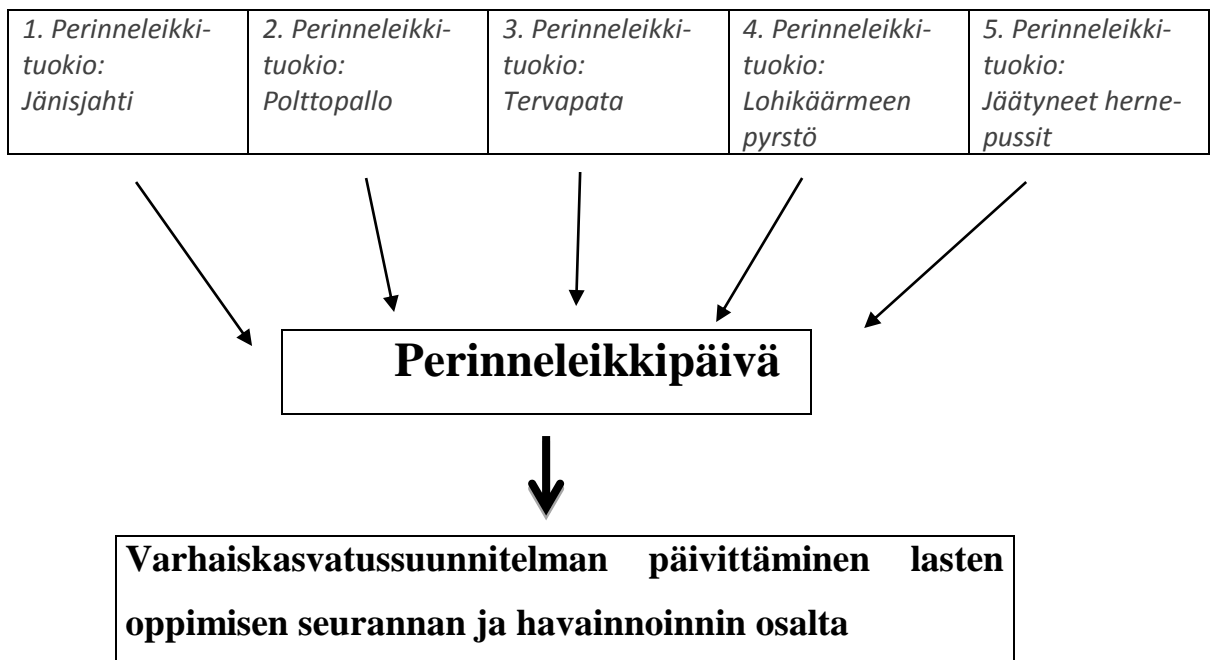 1. Perinneleikki-
tuokio:
Jänisjahti
2. Perinneleikki-
tuokio:
Polttopallo
3. Perinneleikki-
tuokio:
Tervapata
4. Perinneleikki-
tuokio:
Lohikäärmeen
pyrstö
5. Perinneleikki-
tuokio:
Jäätyneet herne-
pussit
Perinneleikkipäivä
Varhaiskasvatussuunnitelman päivittäminen lasten
oppimisen seurannan ja havainnoinnin osalta